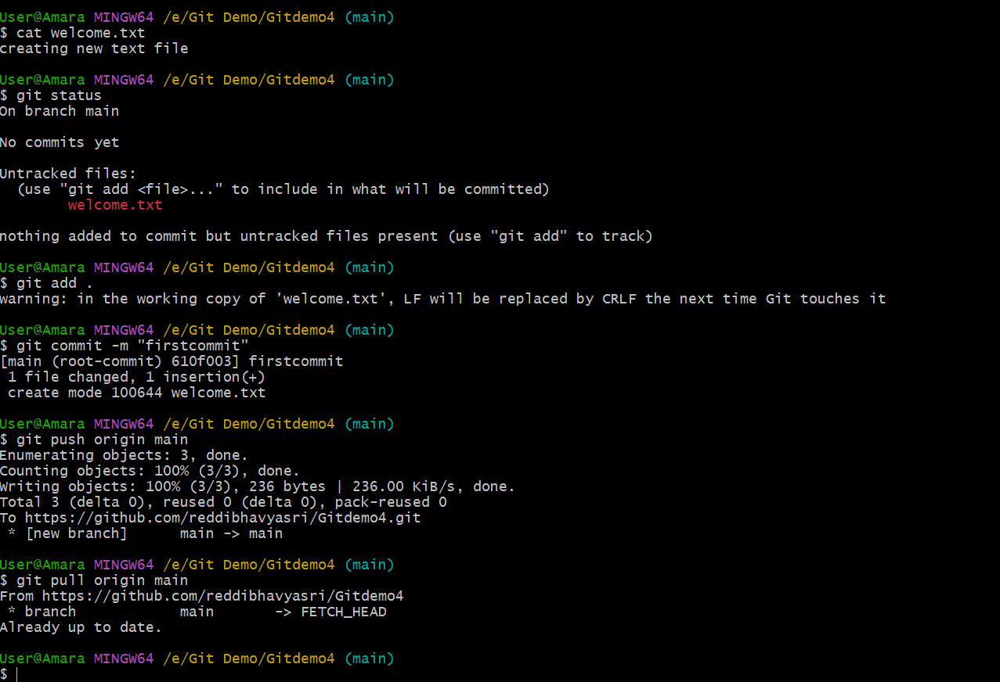 User@Amara MINGW64 /e/Git Demo/Gitdemo4 (main)
$ cat welcome.txt
creating new text file
User@Amara MINGW64 /e/Git Demo/Gitdemo4 (main)
$ git status
On branch main
No commits yet
Untracked files:
  (use "git add <file>..." to include in what will be committed)
        welcome.txt
nothing added to commit but untracked files present (use "git add" to track)
User@Amara MINGW64 /e/Git Demo/Gitdemo4 (main)
$ git add .
warning: in the working copy of 'welcome.txt', LF will be replaced by CRLF the next time Git touches it
User@Amara MINGW64 /e/Git Demo/Gitdemo4 (main)
$ git commit -m "firstcommit"
[main (root-commit) 610f003] firstcommit
 1 file changed, 1 insertion(+)
 create mode 100644 welcome.txt
User@Amara MINGW64 /e/Git Demo/Gitdemo4 (main)
$ git push origin main
Enumerating objects: 3, done.
Counting objects: 100% (3/3), done.
Writing objects: 100% (3/3), 236 bytes | 236.00 KiB/s, done.
Total 3 (delta 0), reused 0 (delta 0), pack-reused 0
To https://github.com/reddibhavyasri/Gitdemo4.git
 * [new branch]      main -> main
User@Amara MINGW64 /e/Git Demo/Gitdemo4 (main)
$ git pull origin main
From https://github.com/reddibhavyasri/Gitdemo4
 * branch            main       -> FETCH_HEAD
Already up to date.
User@Amara MINGW64 /e/Git Demo/Gitdemo4 (main)
$